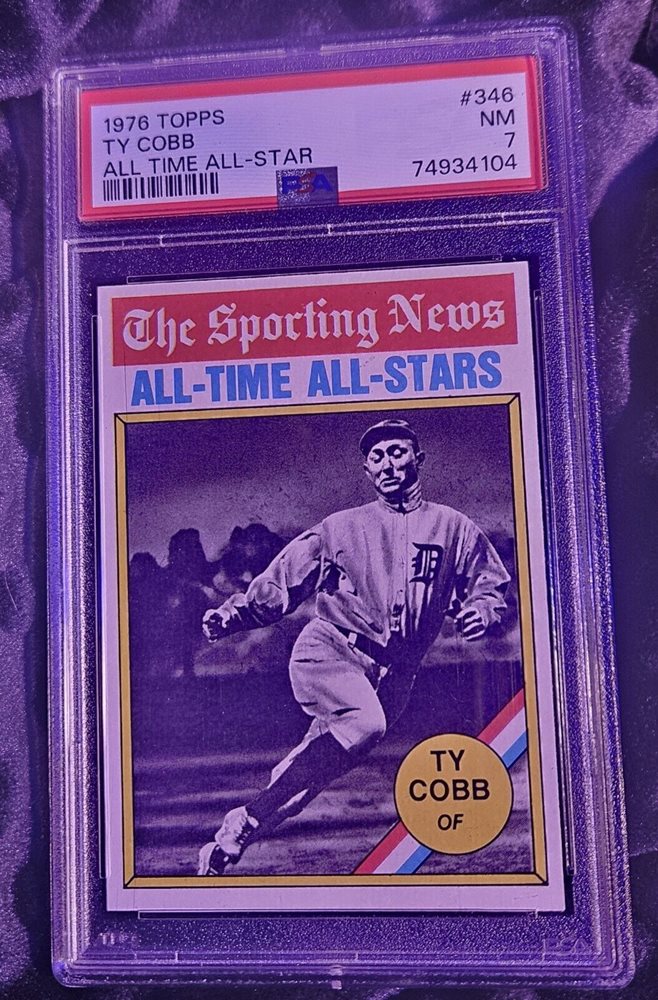 1976 TOPPS
#346
TY COBB
NM
ALL TIME ALL-STAR
7
74934104
PSA
The Sporting News
ALL-TIME ALL-STARS
D
TY
COBB
OF
PSA